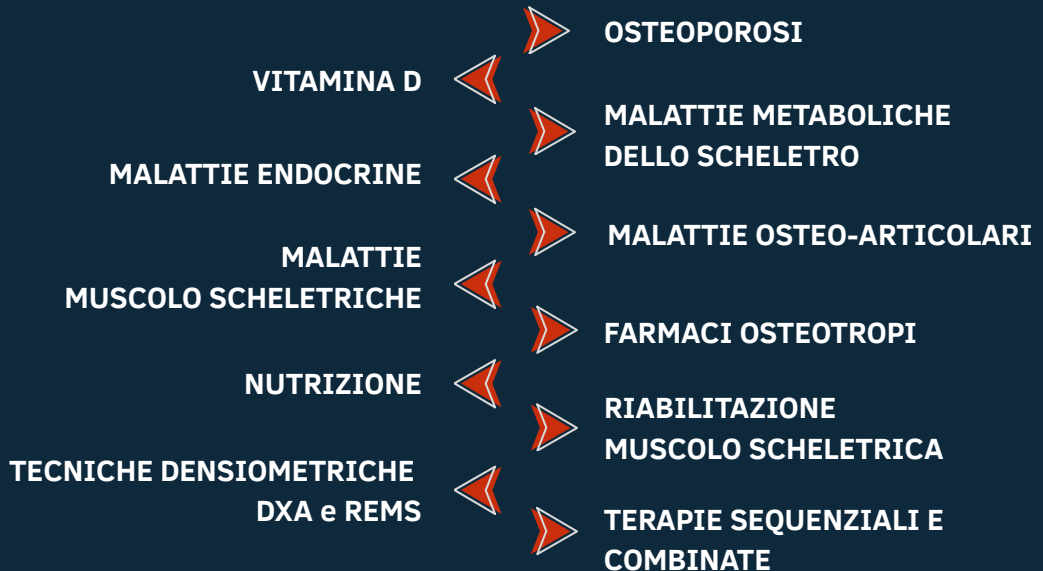 OSTEOPOROSI
VITAMINA D
MALATTIE METABOLICHE
DELLO SCHELETRO
MALATTIE ENDOCRINE
MALATTIE OSTEO-ARTICOLARI
MALATTIE
MUSCOLO SCHELETRICHE
FARMACI OSTEOTROPI
NUTRIZIONE
RIABILITAZIONE
MUSCOLO SCHELETRICA
TECNICHE DENSIOMETRICHE
DXA e REMS
TERAPIE SEQUENZIALI E
COMBINATE